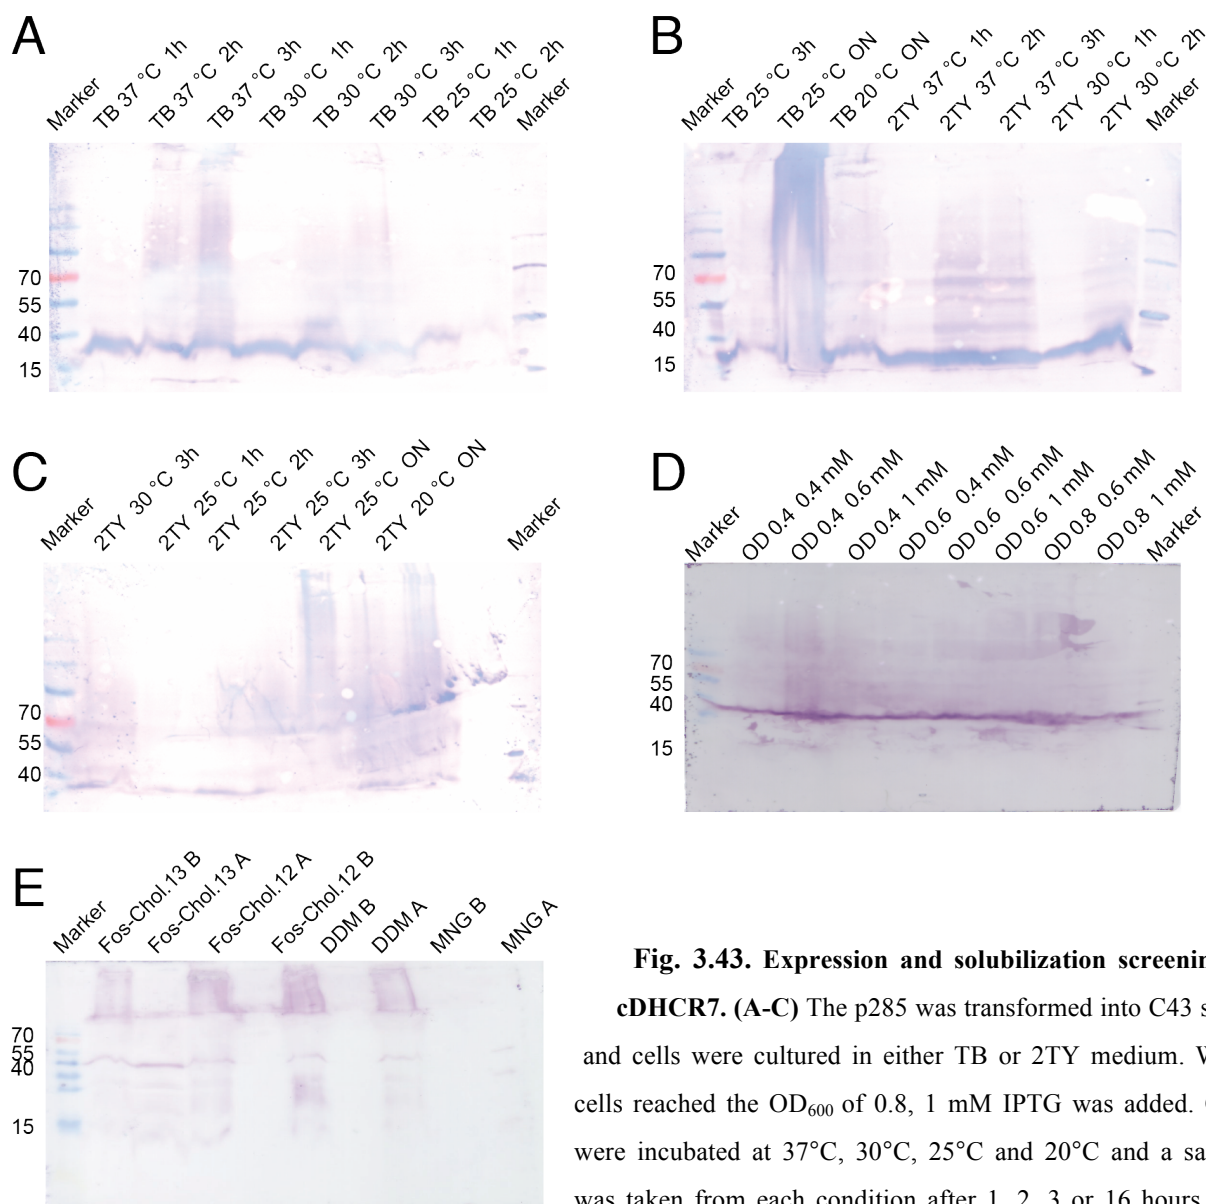 A
Marker
TB 37 °C 1h
TB 37 °C 2h
TB 37 °C 3h
TB 30 °C 1h
TB 30 °C 2h
TB 30 °C 3h
TB 25 °C 1h
TB 25 °C 2h
Marker
70
55
40
15
B
Marker
TB 25 °C 3h
TB 25 °C ON
TB 20 °C ON
2TY 37 °C 1h
2TY 37 °C 2h
2TY 37 °C 3h
2TY 30 °C 1h
2TY 30 °C 2h
Marker
70
55
40
15
C
Marker
2TY 30 °C 3h
2TY 25 °C 1h
2TY 25 °C 2h
2TY 25 °C 3h
2TY 25 °C ON
2TY 20 °C ON
Marker
70
55
40
D
Marker
OD 0.4 0.4 mM
OD 0.4 0.6 mM
OD 0.4 1 mM
OD 0.6 0.4 mM
OD 0.6 0.6 mM
OD 0.6 1 mM
OD 0.8 0.6 mM
OD 0.8 1 mM
Marker
70
55
40
15
E
Marker
Fos-Chol.13 B
Fos-Chol.13 A
Fos-Chol.12 A
Fos-Chol.12 B
DDM B
DDM A
MNG B
MNG A
70
55
40
15
Fig. 3.43. Expression and solubilization
cDHCR7. (A-C) The p285 was transformed into C43
and cells were cultured in either TB or 2TY medium.
cells reached the OD600 of 0.8, 1 mM IPTG was added.
were incubated at 37°C, 30°C, 25°C and 20°C and a
was taken from each condition after 1, 2, 3 or 16 hours